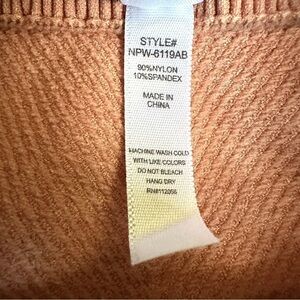 STYLE#
NPW-6119AB
90%NYLON
10%SPANDEX
MADE IN
CHINA
MACHINE WASH COLD
WITH LIKE COLORS
DO NOT BLEACH
HANG DRY
RN#112056